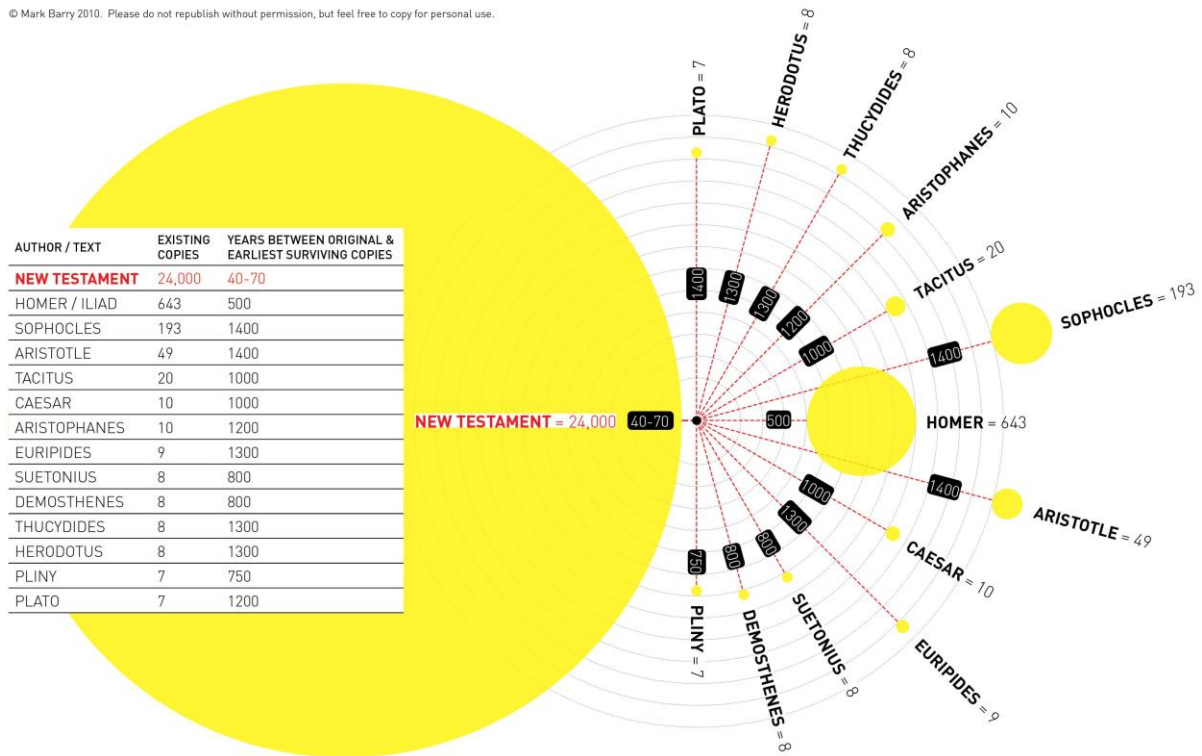 © Mark Barry 2010. Please do not republish without permission, but feel free to copy for personal use.
AUTHOR / TEXT EXISTING COPIES YEARS BETWEEN ORIGINAL & EARLIEST SURVIVING COPIES
NEW TESTAMENT 24,000 40-70
HOMER / ILIAD 643 500
SOPHOCLES 193 1400
ARISTOTLE 49 1400
TACITUS 20 1000
CAESAR 10 1000
ARISTOPHANES 10 1200
EURIPIDES 9 1300
SUETONIUS 8 800
DEMOSTHENES 8 800
THUCYDIDES 8 1300
HERODOTUS 8 1300
PLINY 7 750
PLATO 7 1200
NEW TESTAMENT = 24,000 40-70
1400 PLATO = 7
1300 HERODOTUS = 8
1300 THUCYDIDES = 8
1200 ARISTOPHANES = 10
1000 TACITUS = 20
1400 SOPHOCLES = 193
500 HOMER = 643
1400 ARISTOTLE = 49
1000 CAESAR = 10
1300 EURIPIDES = 9
800 SUETONIUS = 8
800 DEMOSTHENES = 8
750 PLINY = 7